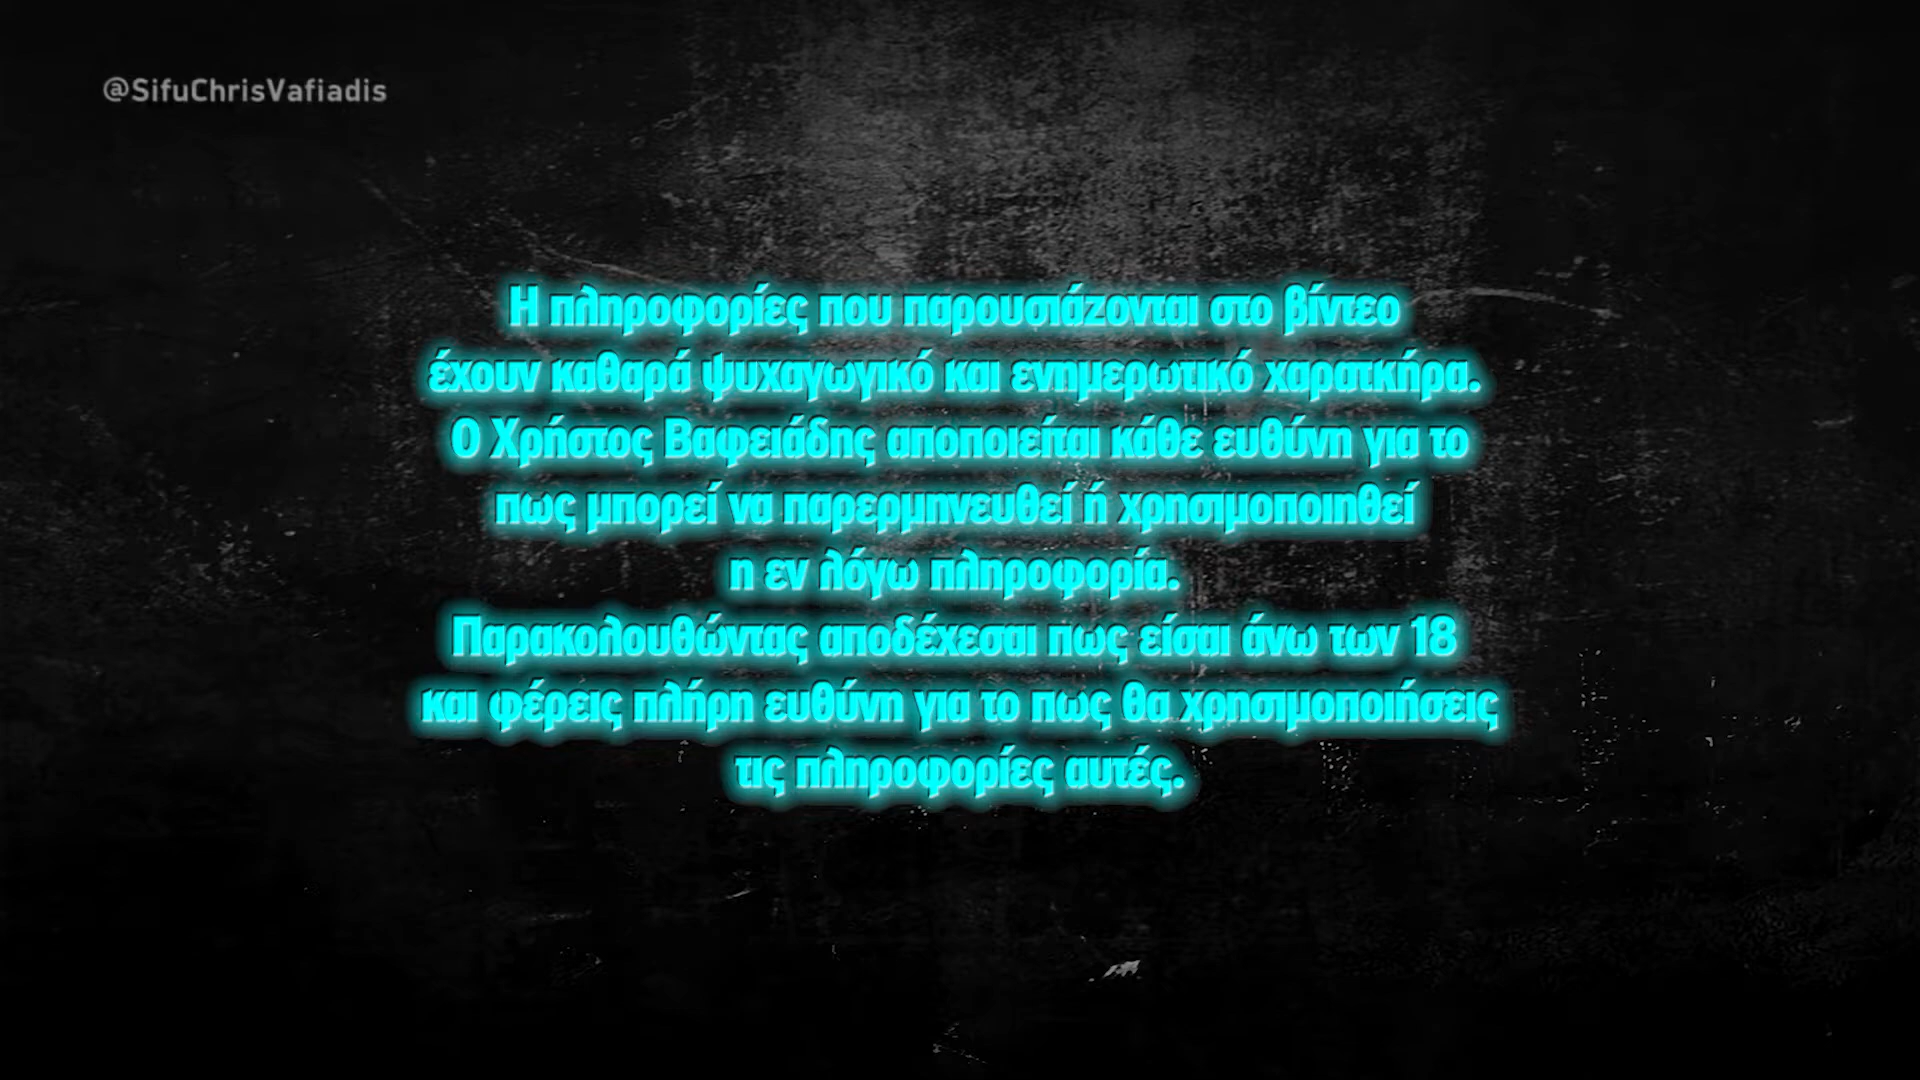 @SifuChrisVafiadis
Η πληροφορίες που παρουσιάζονται στο βίντεο
έχουν καθαρά ψυχαγωγικό και ενημερωτικό χαρατκήρα.
Ο Χρήστος Βαφειάδης αποποιείται κάθε ευθύνη για το
πως μπορεί να παρερμηνευθεί ή χρησιμοποιηθεί
η εν λόγω πληροφορία.
Παρακολουθώντας αποδέχεσαι πως είσαι άνω των 18
και φέρεις πλήρη ευθύνη για το πως θα χρησιμοποιήσεις
τις πληροφορίες αυτές.